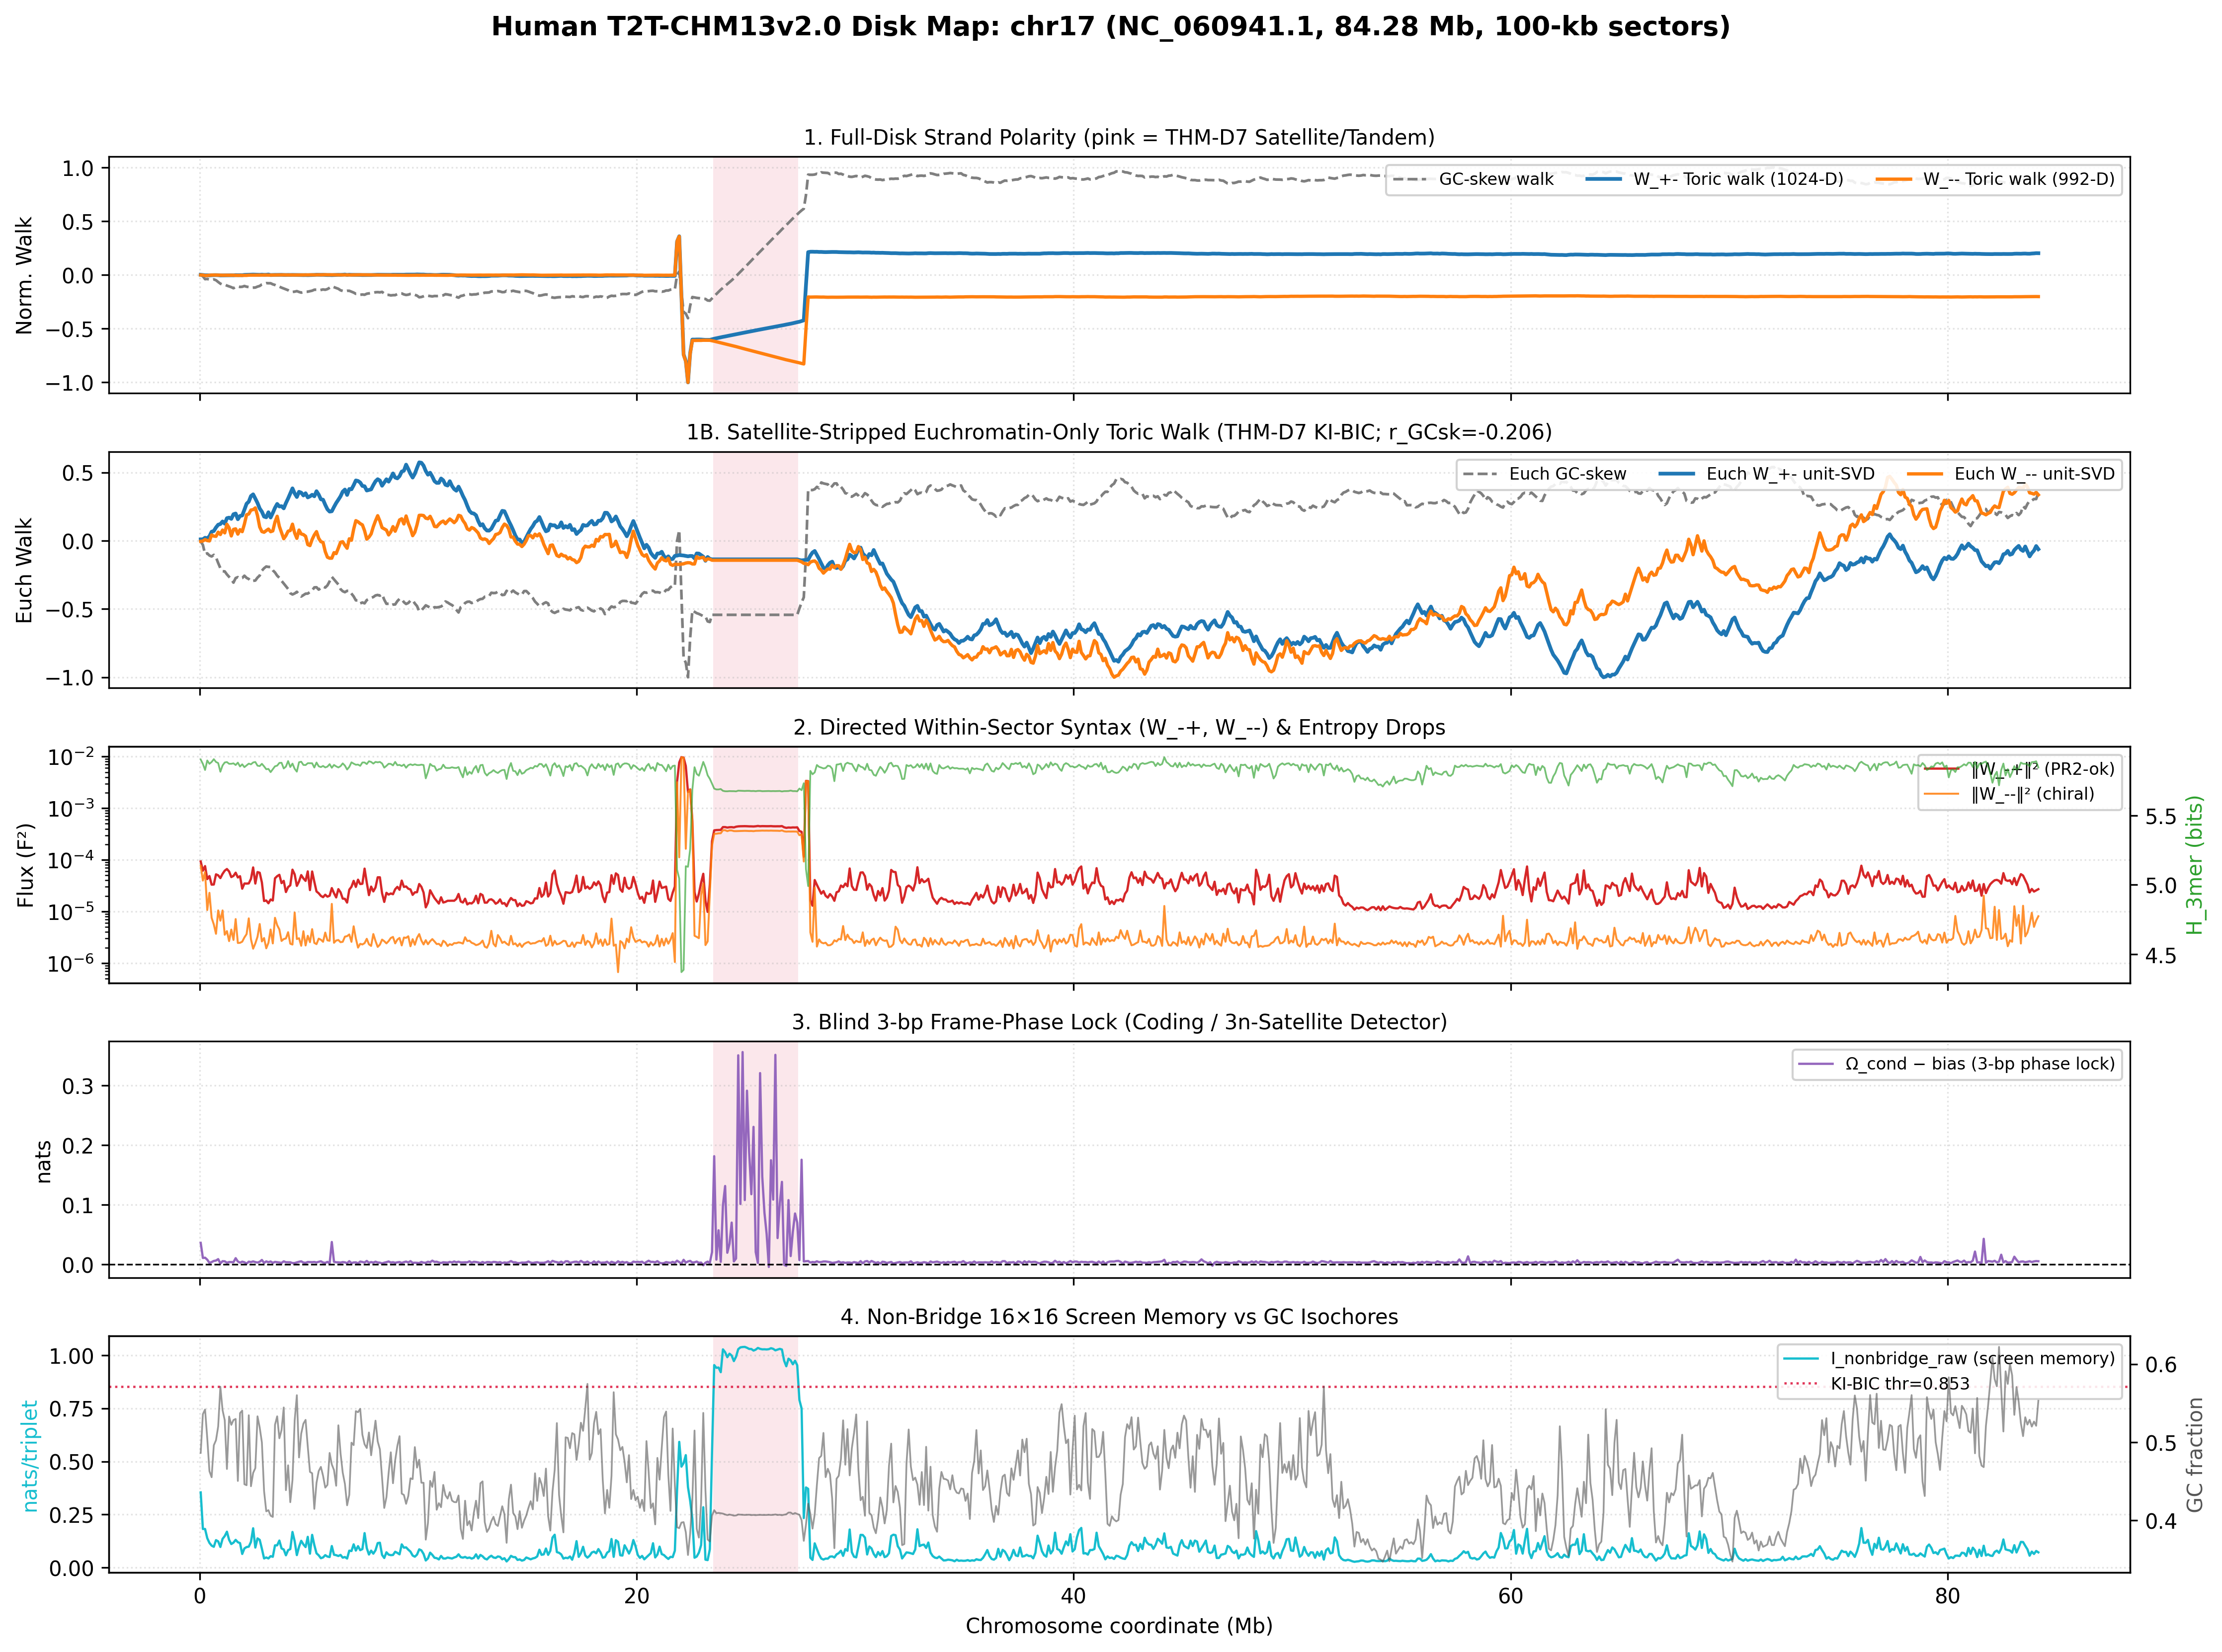 Human T2T-CHM13v2.0 Disk Map: chr17 (NC_060941.1, 84.28 Mb, 100-kb sectors)
1. Full-Disk Strand Polarity (pink = THM-D7 Satellite/Tandem)
Norm. Walk
1.0
0.5
0.0
−0.5
−1.0
GC-skew walk
W_+- Toric walk (1024-D)
W_-- Toric walk (992-D)
1B. Satellite-Stripped Euchromatin-Only Toric Walk (THM-D7 KI-BIC; r_GCsk=-0.206)
Euch Walk
0.5
0.0
−0.5
−1.0
Euch GC-skew
Euch W_+- unit-SVD
Euch W_-- unit-SVD
2. Directed Within-Sector Syntax (W_-+, W_--) & Entropy Drops
Flux (F²)
10⁻²
10⁻³
10⁻⁴
10⁻⁵
10⁻⁶
‖W_-+‖² (PR2-ok)
‖W_--‖² (chiral)
5.5
5.0
4.5
H_3mer (bits)
3. Blind 3-bp Frame-Phase Lock (Coding / 3n-Satellite Detector)
nats
0.3
0.2
0.1
0.0
Ω_cond − bias (3-bp phase lock)
4. Non-Bridge 16×16 Screen Memory vs GC Isochores
nats/triplet
1.00
0.75
0.50
0.25
0.00
I_nonbridge_raw (screen memory)
KI-BIC thr=0.853
0.6
0.5
0.4
GC fraction
0
20
40
60
80
Chromosome coordinate (Mb)